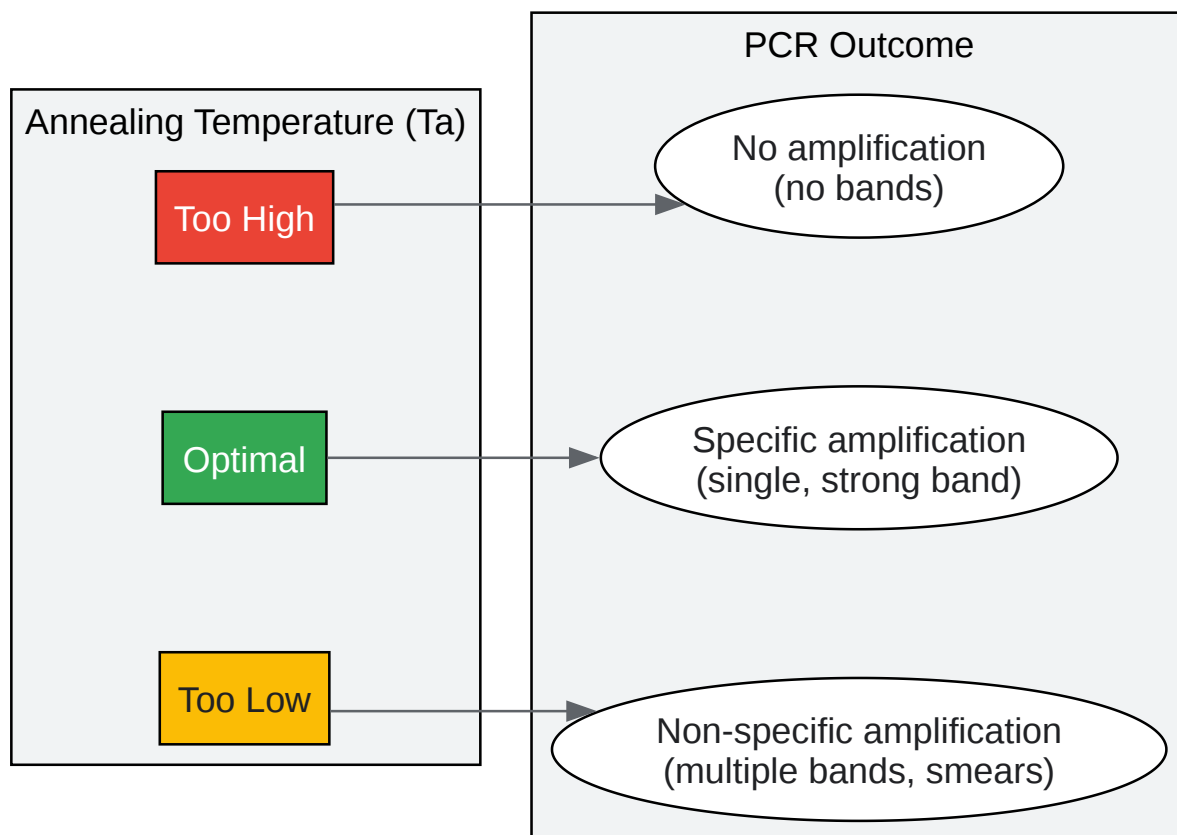 PCR Outcome
Annealing Temperature (Ta)
Too High
No amplification
(no bands)
Optimal
Specific amplification
(single, strong band)
Too Low
Non-specific amplification
(multiple bands, smears)